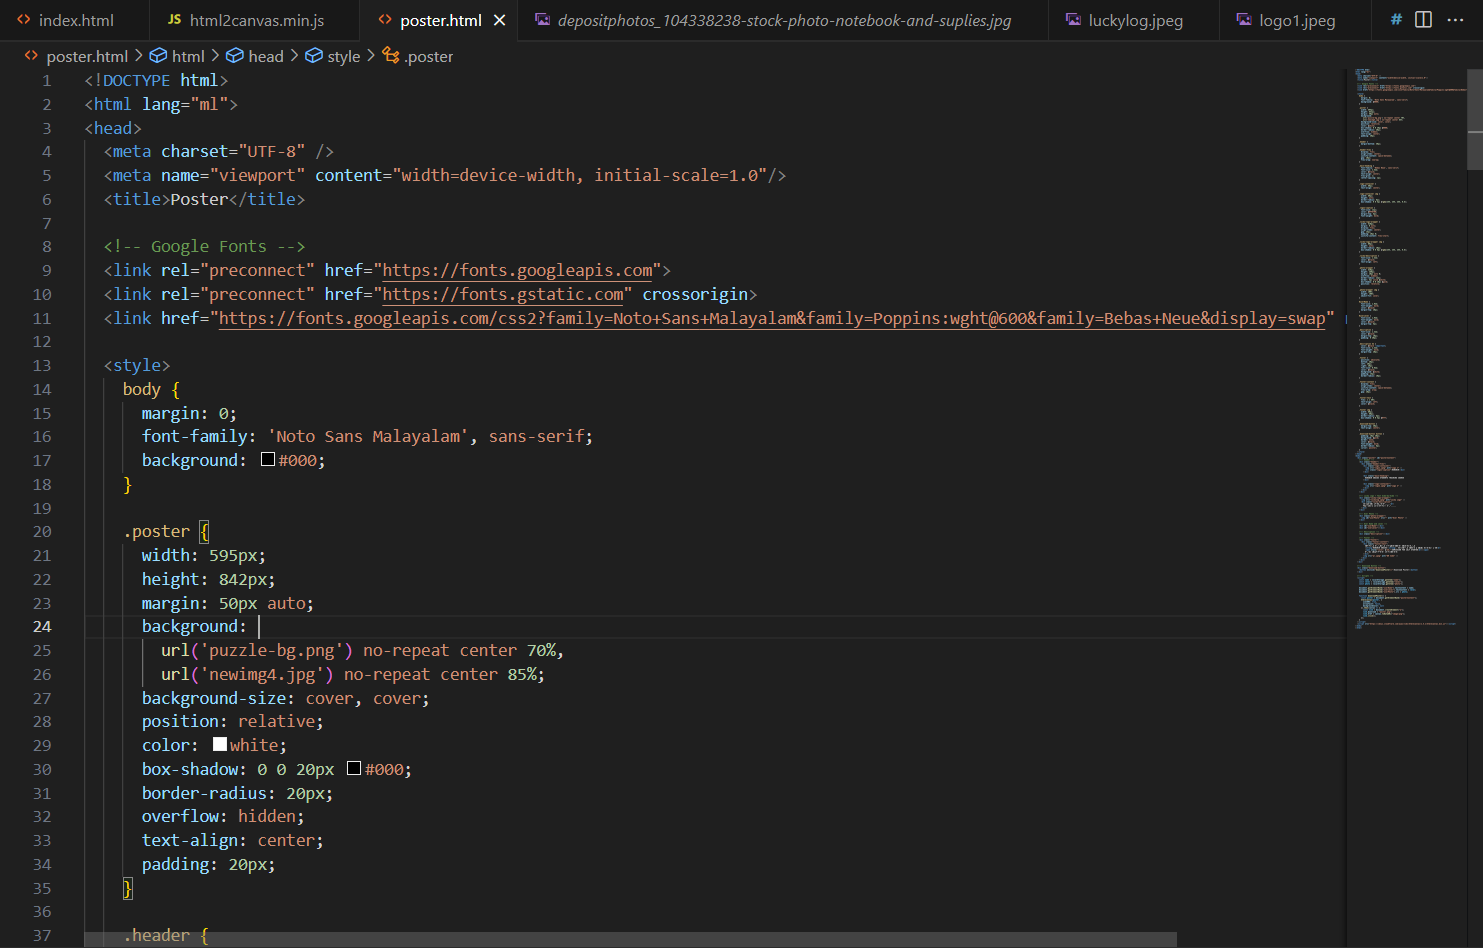 index.html
JS html2canvas.min.js
poster.html
depositphotos_104338238-stock-photo-notebook-and-suplies.jpg
luckylog.jpeg
logo1.jpeg
poster.html > html > head > style > .poster
1 <!DOCTYPE html>
2 <html lang="ml">
3 <head>
4 <meta charset="UTF-8" />
5 <meta name="viewport" content="width=device-width, initial-scale=1.0"/>
6 <title>Poster</title>
7
8 <!-- Google Fonts -->
9 <link rel="preconnect" href="https://fonts.googleapis.com">
10 <link rel="preconnect" href="https://fonts.gstatic.com" crossorigin>
11 <link href="https://fonts.googleapis.com/css2?family=Noto+Sans+Malayalam&family=Poppins:wght@600&family=Bebas+Neue&display=swap"
12
13 <style>
14 body {
15 margin: 0;
16 font-family: 'Noto Sans Malayalam', sans-serif;
17 background: #000;
18 }
19
20 .poster {
21 width: 595px;
22 height: 842px;
23 margin: 50px auto;
24 background:
25 url('puzzle-bg.png') no-repeat center 70%,
26 url('newimg4.jpg') no-repeat center 85%;
27 background-size: cover, cover;
28 position: relative;
29 color: white;
30 box-shadow: 0 0 20px #000;
31 border-radius: 20px;
32 overflow: hidden;
33 text-align: center;
34 padding: 20px;
35 }
36
37 .header {